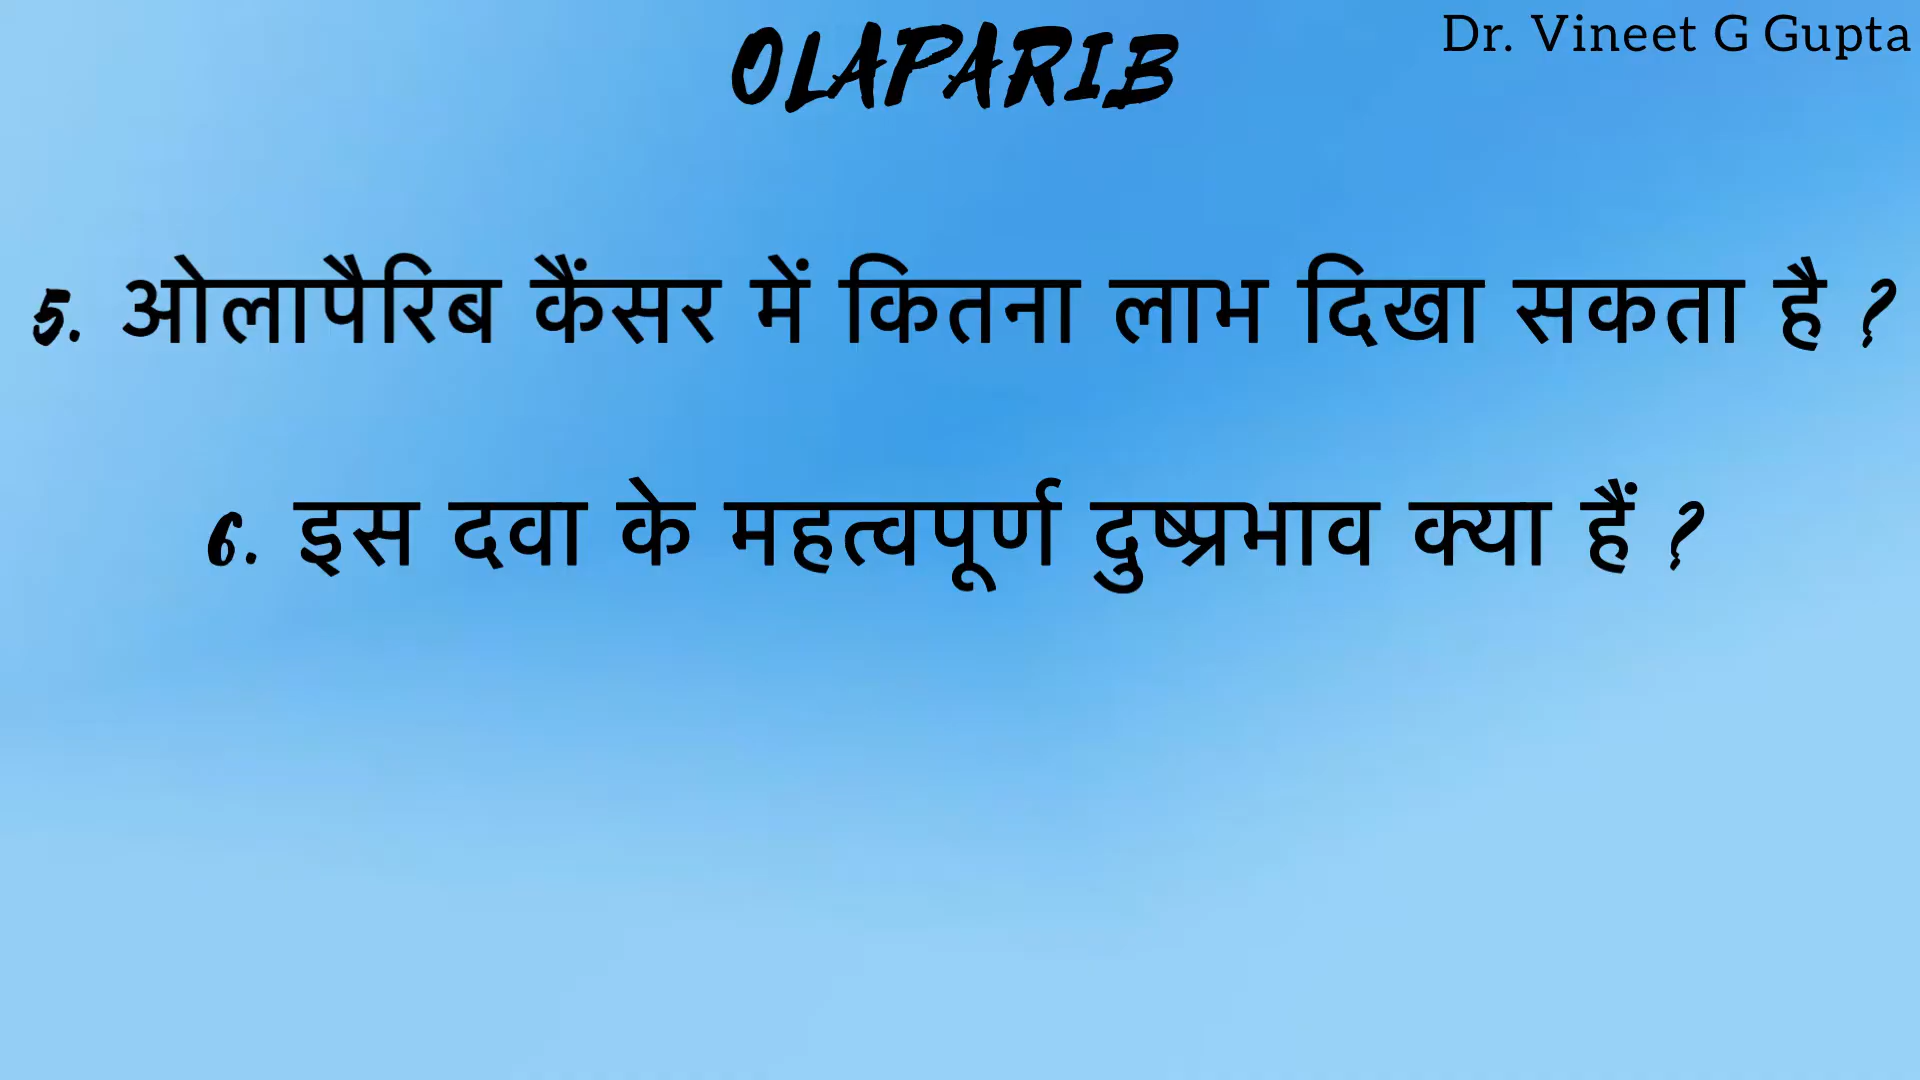 OLAPARIB
Dr. Vineet G Gupta
5. ओलापैरिब कैंसर में कितना लाभ दिखा सकता है ?
6. इस दवा के महत्वपूर्ण दुष्प्रभाव क्या हैं ?